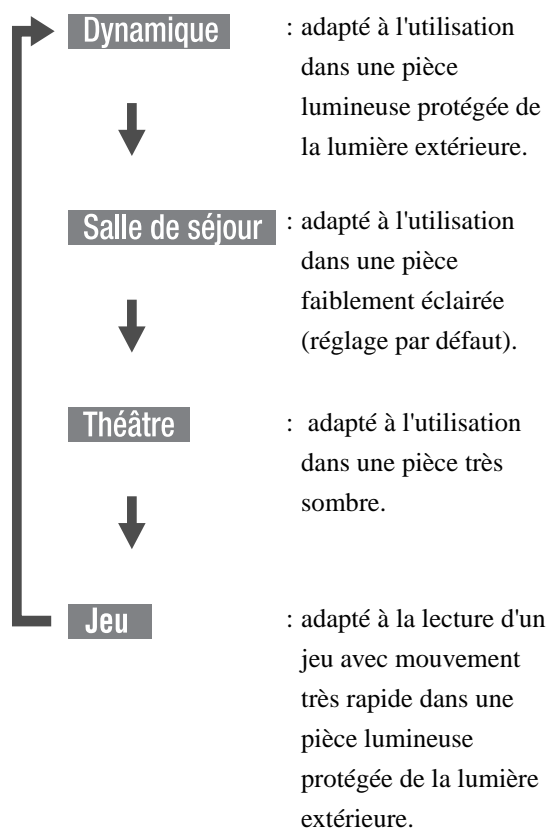 Dynamique : adapté à l'utilisation
dans une pièce
lumineuse protégée de
la lumière extérieure.
Salle de séjour : adapté à l'utilisation
dans une pièce
faiblement éclairée
(réglage par défaut).
Théâtre : adapté à l'utilisation
dans une pièce très
sombre.
Jeu : adapté à la lecture d'un
jeu avec mouvement
très rapide dans une
pièce lumineuse
protégée de la lumière
extérieure.